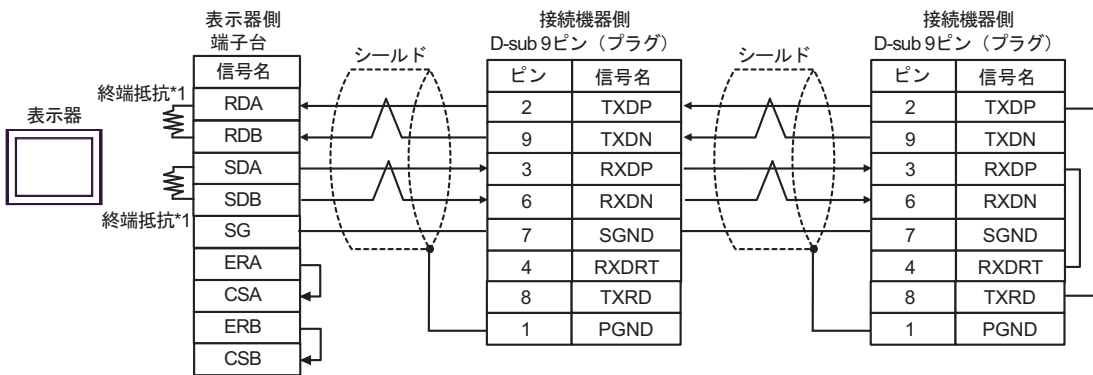 表示器
表示器側
端子台
信号名
RDA
RDB
SDA
SDB
SG
ERA
CSA
ERB
CSB
終端抵抗*1
終端抵抗*1
シールド
接続機器側
D-sub 9ピン（プラグ）
ピン 信号名
2 TXDP
9 TXDN
3 RXDP
6 RXDN
7 SGND
4 RXDRT
8 TXRD
1 PGND
シールド
接続機器側
D-sub 9ピン（プラグ）
ピン 信号名
2 TXDP
9 TXDN
3 RXDP
6 RXDN
7 SGND
4 RXDRT
8 TXRD
1 PGND